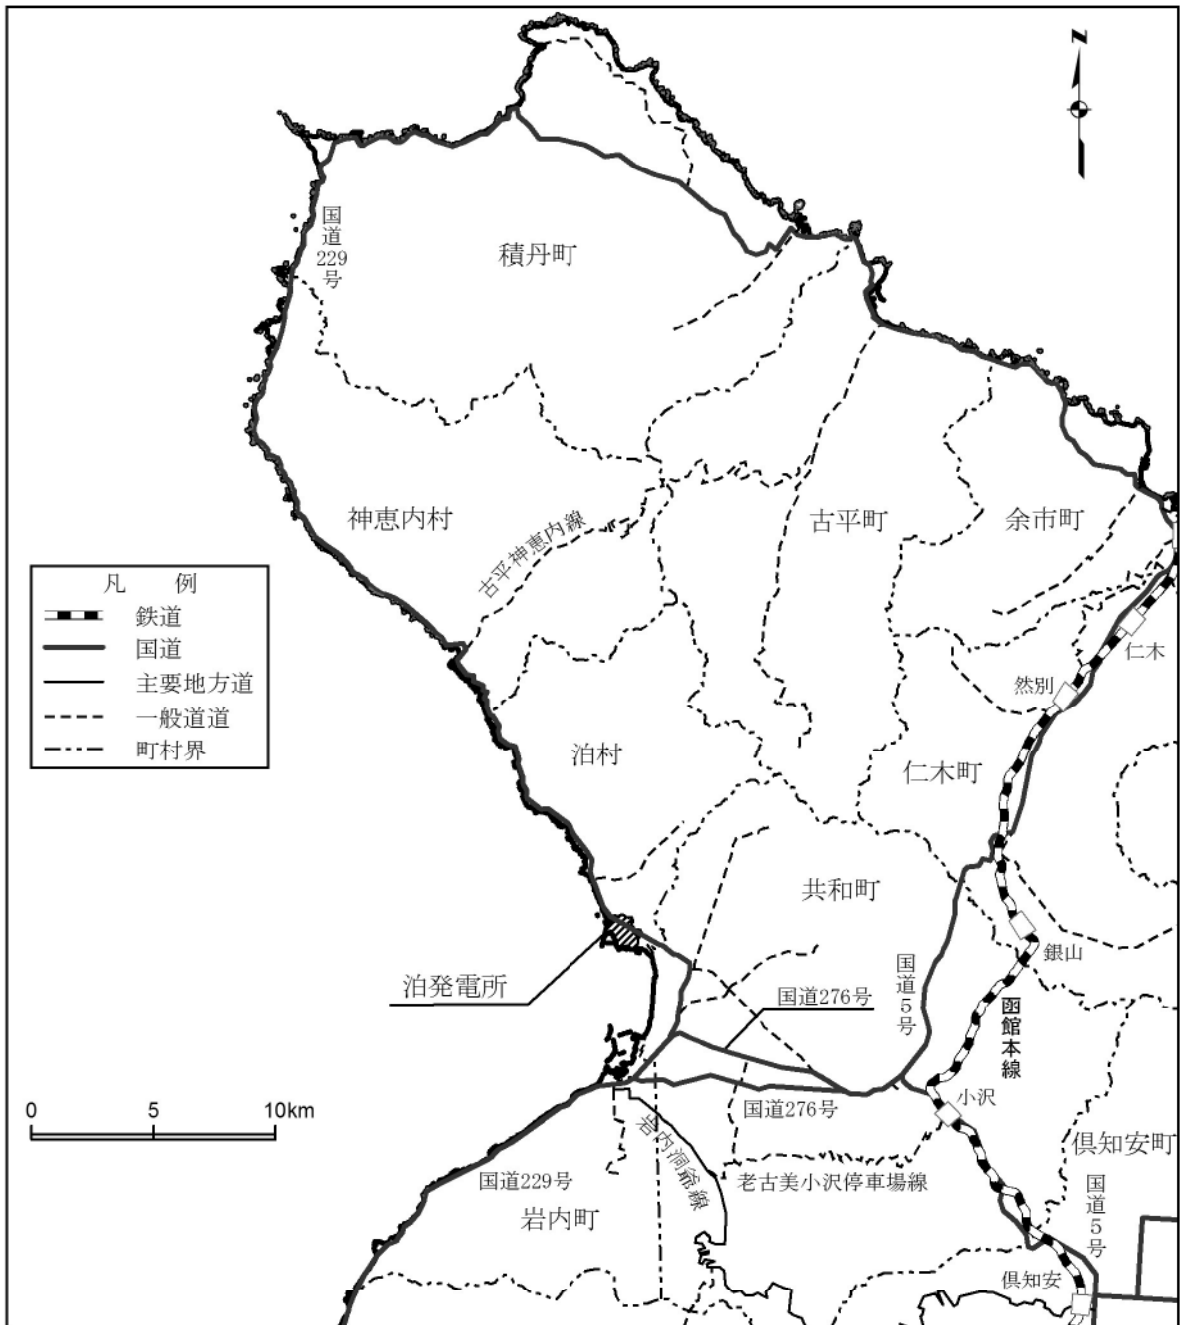 N
国道229号
積丹町
神恵内村
古平神恵内線
古平町
余市町
凡 例
鉄道
国道
主要地方道
一般道道
町村界
仁木
然別
泊村
仁木町
共和町
銀山
泊発電所
国道276号
国道5号
函館本線
0 5 10km
小沢
国道276号
岩内洞爺線
倶知安町
老古美小沢停車場線
国道229号
国道5号
岩内町
倶知安